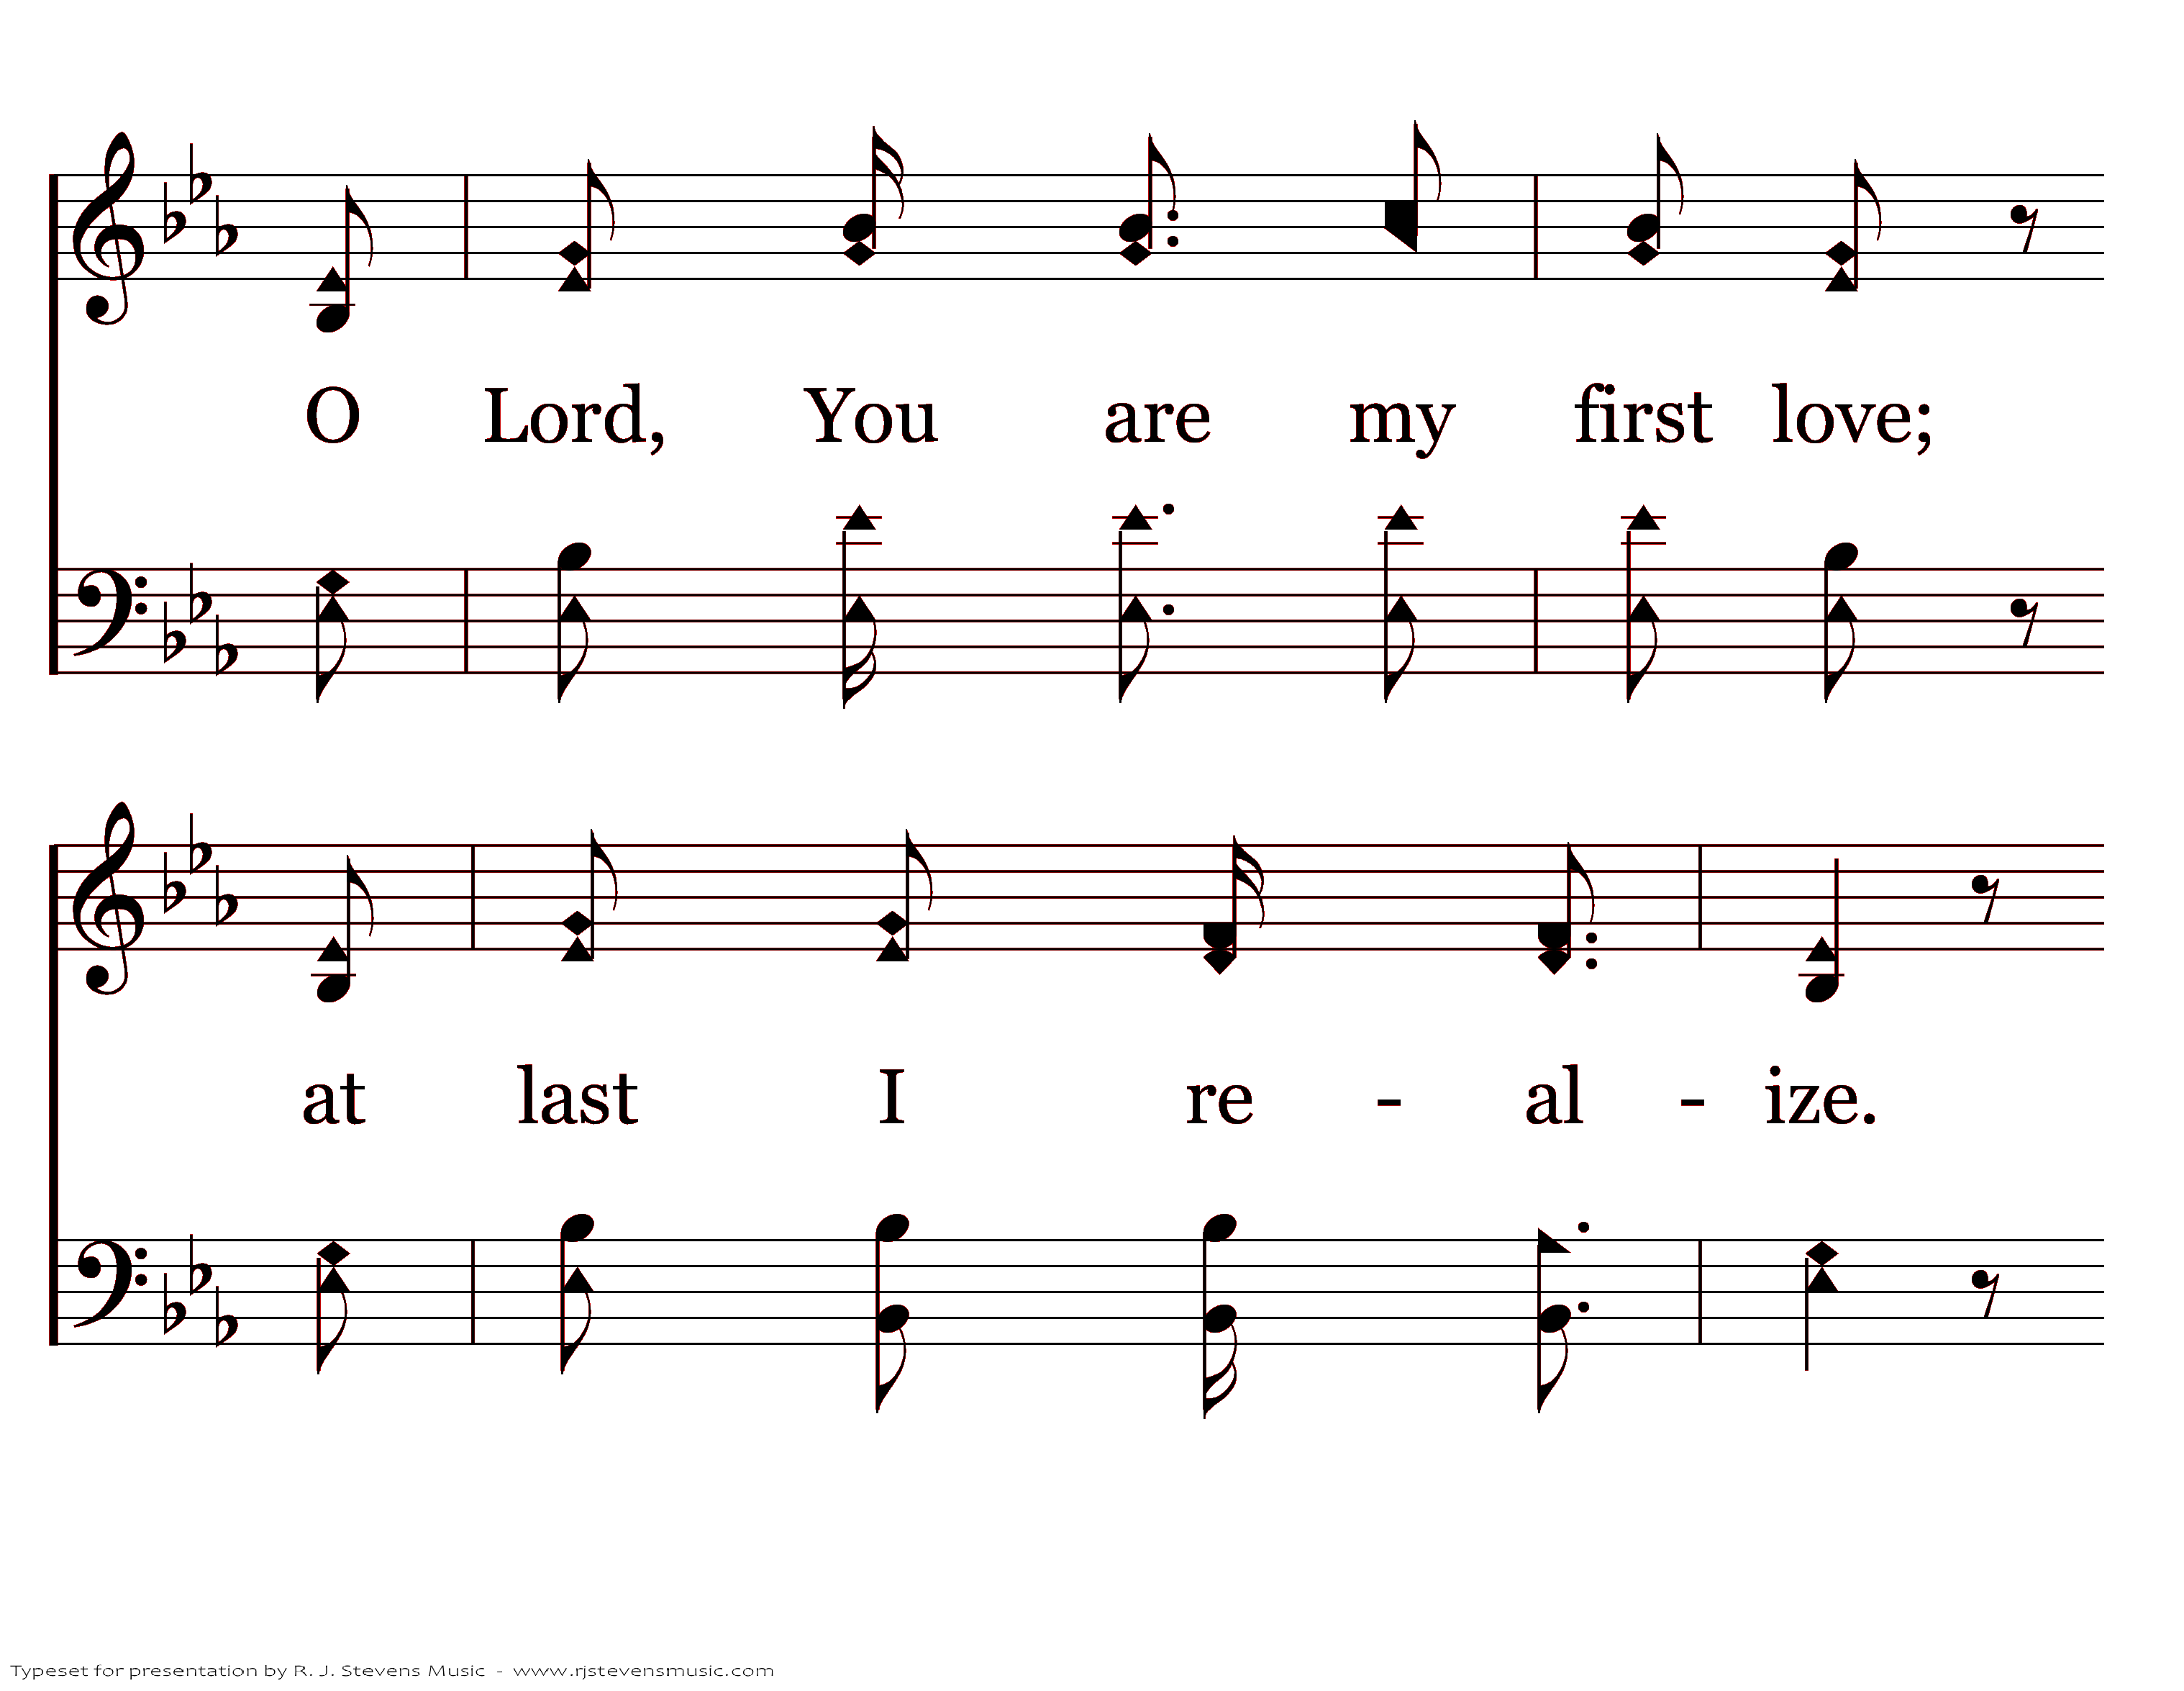 O Lord, You are my first love;
at last I re - al - ize.
Typeset for presentation by R. J. Stevens Music - www.rjstevensmusic.com